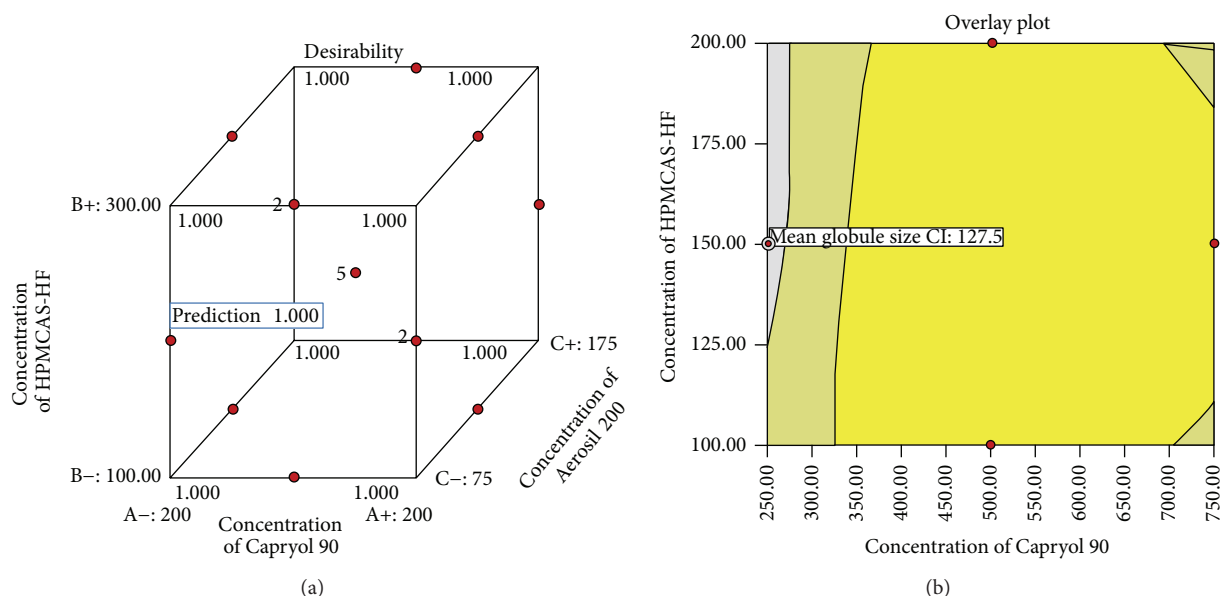 Desirability
1.000 1.000
B+: 300.00
2
1.000 1.000
5
Prediction 1.000
2
1.000 1.000
C+: 175
Concentration
of HPMCAS-HF
Concentration of
Aerosil 200
B−: 100.00
1.000 1.000
C−: 75
A−: 200
A+: 200
Concentration
of Capryol 90
(a)
Overlay plot
200.00
175.00
150.00
125.00
100.00
Concentration of HPMCAS-HF
Mean globule size CI: 127.5
250.00 300.00 350.00 400.00 450.00 500.00 550.00 600.00 650.00 700.00 750.00
Concentration of Capryol 90
(b)